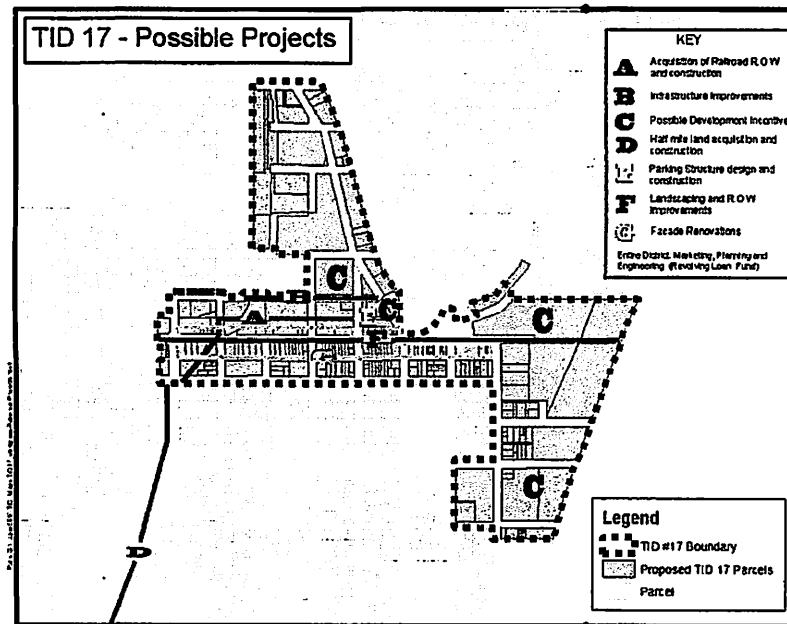 TID 17 - Possible Projects
KEY
A Acquisition of Railroad R.O.W and construction
B Infrastructure Improvements
C Possible Development Incentive
D Half mile land acquisition and construction
Parking Structure design and construction
F Landscaping and R.O.W Improvements
Facade Renovations
Entire District: Marketing, Planning and Engineering (Revolving Loan Fund)
C
B
C
A
C
F
C
D
Legend
TID #17 Boundary
Proposed TID 17 Parcels
Parcel